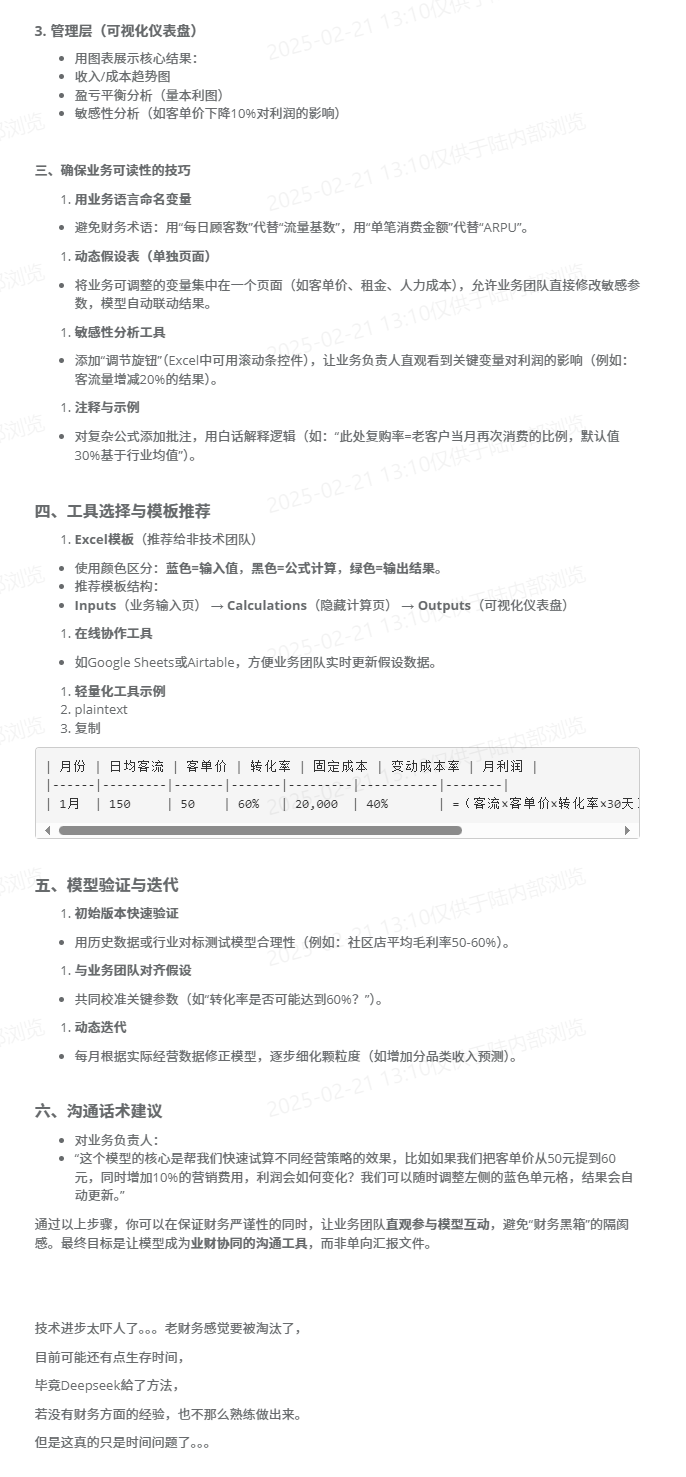 3. 管理层（可视化仪表盘）
用图表展示核心结果：
收入/成本趋势图
盈亏平衡分析（量本利图）
敏感性分析（如客单价下降10%对利润的影响）
三、确保业务可读性的技巧
1. 用业务语言命名变量
避免财务术语：用“每日顾客数”代替“流量基数”，用“单笔消费金额”代替“ARPU”。
1. 动态假设表（单独页面）
将业务可调整的变量集中在一个页面（如客单价、租金、人力成本），允许业务团队直接修改敏感参
数，模型自动联动结果。
1. 敏感性分析工具
添加“调节旋钮”（Excel中可用滚动条控件），让业务负责人直观看到关键变量对利润的影响（例如：
客流量增减20%的结果）。
1. 注释与示例
对复杂公式添加批注，用白话解释逻辑（如：“此处复购率=老客户当月再次消费的比例，默认值
30%基于行业均值”）。
四、工具选择与模板推荐
1. Excel模板（推荐给非技术团队）
使用颜色区分：蓝色=输入值，黑色=公式计算，绿色=输出结果。
推荐模板结构：
Inputs（业务输入页） → Calculations（隐藏计算页） → Outputs（可视化仪表盘）
1. 在线协作工具
如Google Sheets或Airtable，方便业务团队实时更新假设数据。
1. 轻量化工具示例
2. plaintext
3. 复制
| 月份 | 日均客流 | 客单价 | 转化率 | 固定成本 | 变动成本率 | 月利润 |
|------|---------|-------|-------|---------|-----------|--------|
| 1月 | 150 | 50 | 60% | 20,000 | 40% | =（客流×客单价×转化率×30天
五、模型验证与迭代
1. 初始版本快速验证
用历史数据或行业对标测试模型合理性（例如：社区店平均毛利率50-60%）。
1. 与业务团队对齐假设
共同校准关键参数（如“转化率是否可能达到60%？”）。
1. 动态迭代
每月根据实际经营数据修正模型，逐步细化颗粒度（如增加分品类收入预测）。
六、沟通话术建议
对业务负责人：
“这个模型的核心是帮我们快速试算不同经营策略的效果，比如如果我们把客单价从50元提到60
元，同时增加10%的营销费用，利润会如何变化？我们可以随时调整左侧的蓝色单元格，结果会自
动更新。”
通过以上步骤，你可以在保证财务严谨性的同时，让业务团队直观参与模型互动，避免“财务黑箱”的隔阂
感。最终目标是让模型成为业财协同的沟通工具，而非单向汇报文件。
技术进步太吓人了。。。老财务感觉要被淘汰了，
目前可能还有点生存时间，
毕竟Deepseek給了方法，
若没有财务方面的经验，也不那么熟练做出来。
但是这真的只是时间问题了。。。
2025-02-21 13:10仅供于陆内部浏览